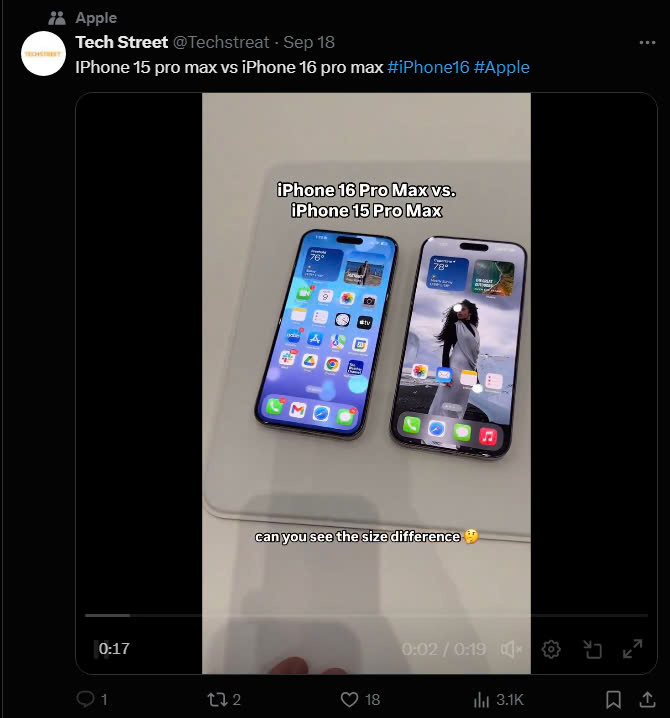 Apple
Tech Street @Techstreat · Sep 18
TECHSTREET
IPhone 15 pro max vs iPhone 16 pro max #iPhone16 #Apple
iPhone 16 Pro Max vs.
iPhone 15 Pro Max
76°
78°
9
tv
can you see the size difference 🤔
0:17
0:02 / 0:19
1
2
18
3.1K